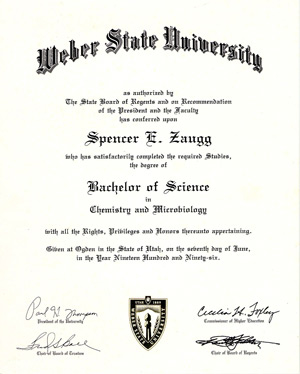 Weber State University
as authorized by
The State Board of Regents and on Recommendation
of the President and the Faculty
has conferred upon
Spencer E. Zaugg
who has satisfactorily completed the required Studies,
the degree of
Bachelor of Science
in
Chemistry and Microbiology
with all the Rights, Privileges and Honors thereunto appertaining.
Given at Ogden in the State of Utah, on the seventh day of June,
in the Year Nineteen Hundred and Ninety-six.
Paul H. Thompson
President of the University
Cecelia H. Foxley
Commissioner of Higher Education
Chair of Board of Trustees
Chair of Board of Regents